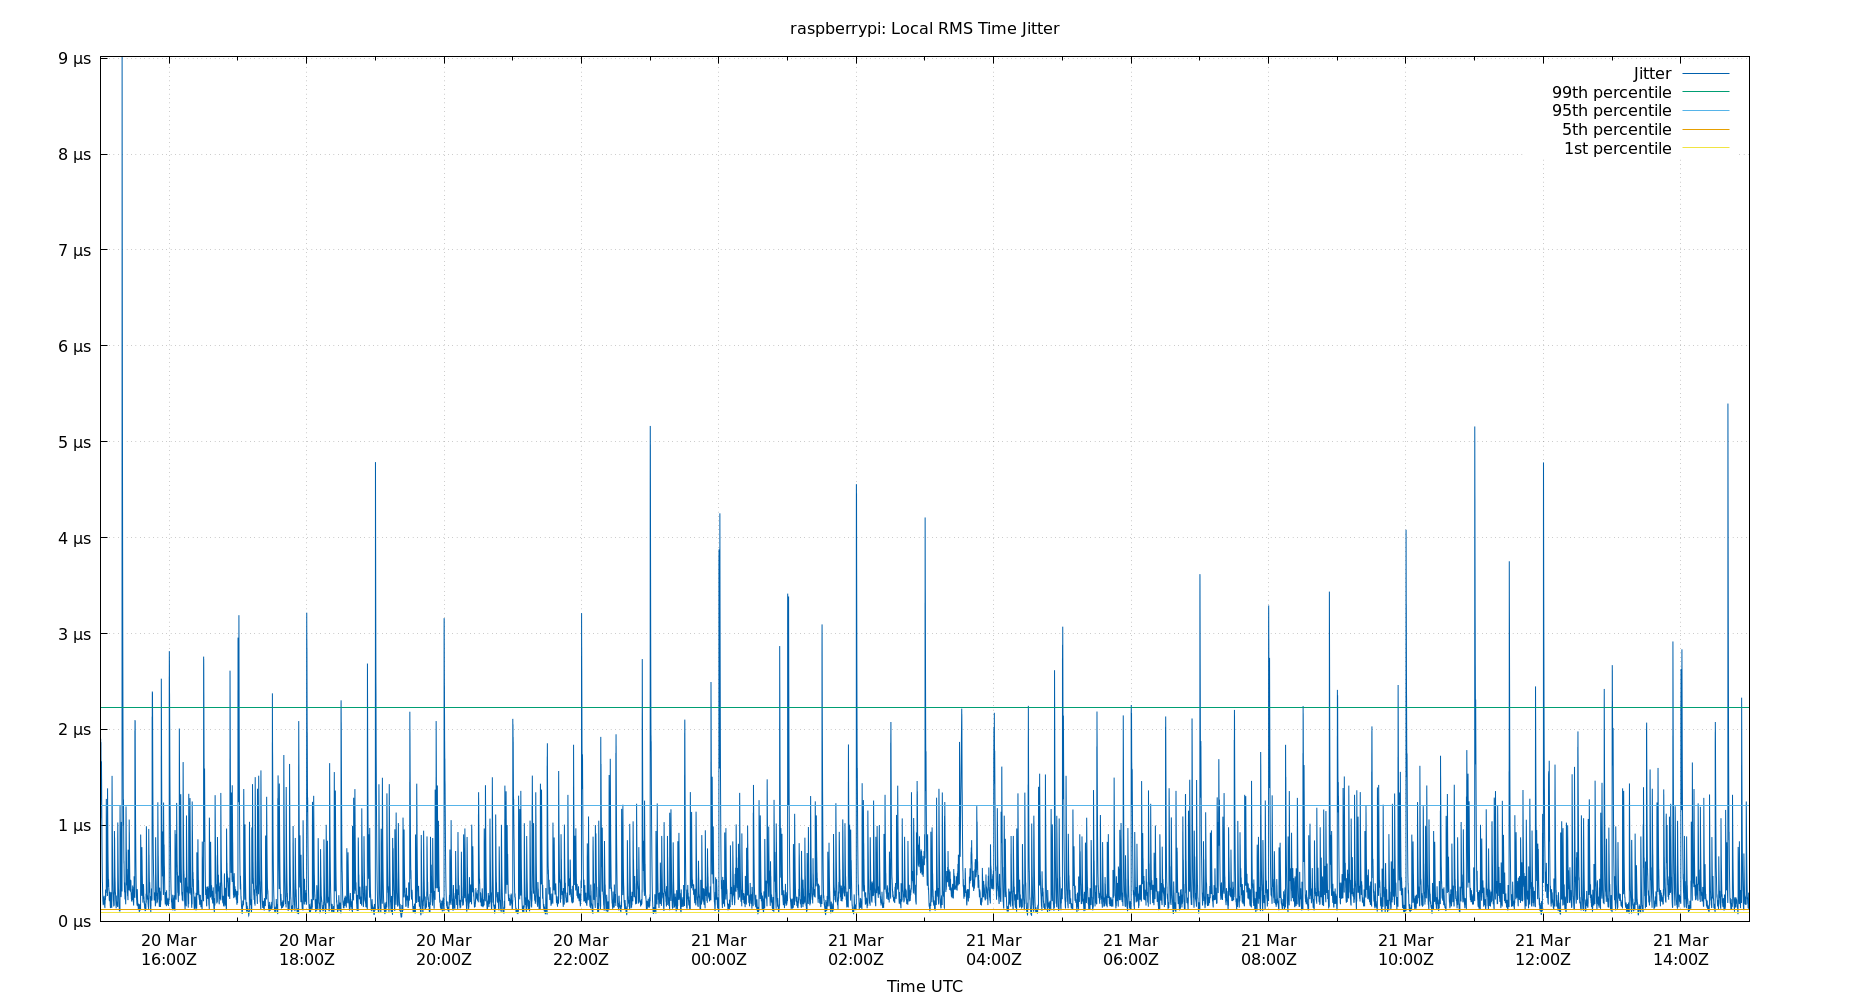 raspberrypi: Local RMS Time Jitter
9 µs
8 µs
7 µs
6 µs
5 µs
4 µs
3 µs
2 µs
1 µs
0 µs
Jitter
99th percentile
95th percentile
5th percentile
1st percentile
20 Mar
16:00Z
20 Mar
18:00Z
20 Mar
20:00Z
20 Mar
22:00Z
21 Mar
00:00Z
21 Mar
02:00Z
21 Mar
04:00Z
21 Mar
06:00Z
21 Mar
08:00Z
21 Mar
10:00Z
21 Mar
12:00Z
21 Mar
14:00Z
Time UTC